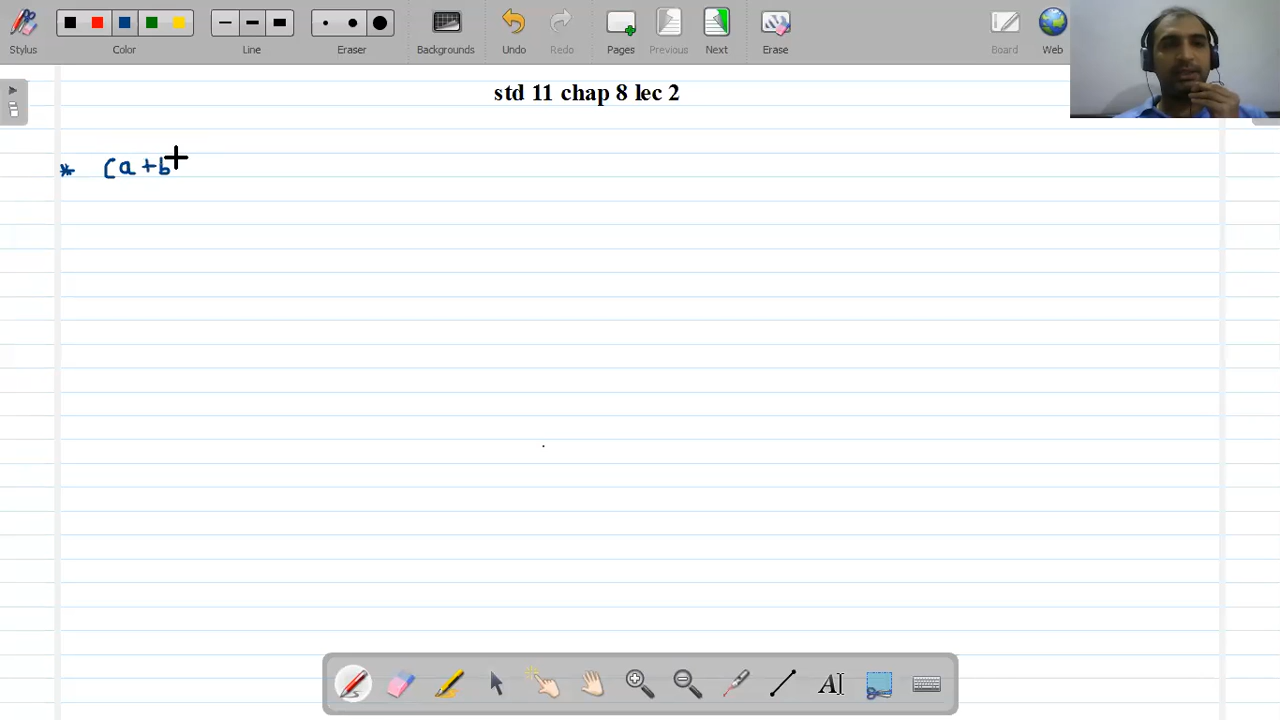 Stylus
Color
Line
Eraser
Backgrounds
Undo
Redo
Pages
Previous
Next
Erase
Board
Web
std 11 chap 8 lec 2
* (a+b
AI